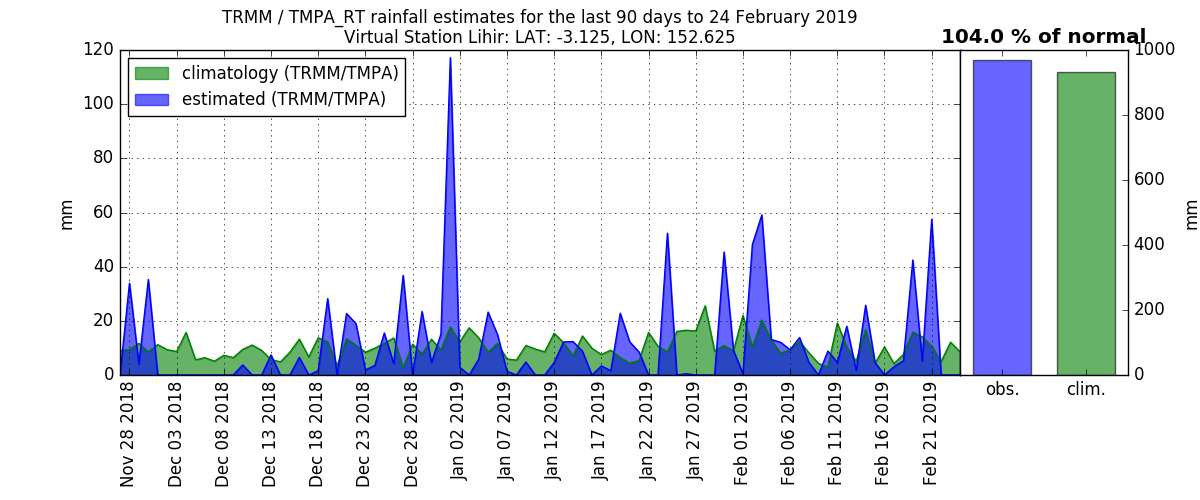 TRMM / TMPA_RT rainfall estimates for the last 90 days to 24 February 2019
Virtual Station Lihir: LAT: -3.125, LON: 152.625
104.0 % of normal
climatology (TRMM/TMPA)
estimated (TRMM/TMPA)
120
100
80
60
40
20
0
mm
Nov 28 2018
Dec 03 2018
Dec 08 2018
Dec 13 2018
Dec 18 2018
Dec 23 2018
Dec 28 2018
Jan 02 2019
Jan 07 2019
Jan 12 2019
Jan 17 2019
Jan 22 2019
Jan 27 2019
Feb 01 2019
Feb 06 2019
Feb 11 2019
Feb 16 2019
Feb 21 2019
1000
800
600
400
200
0
mm
obs.
clim.